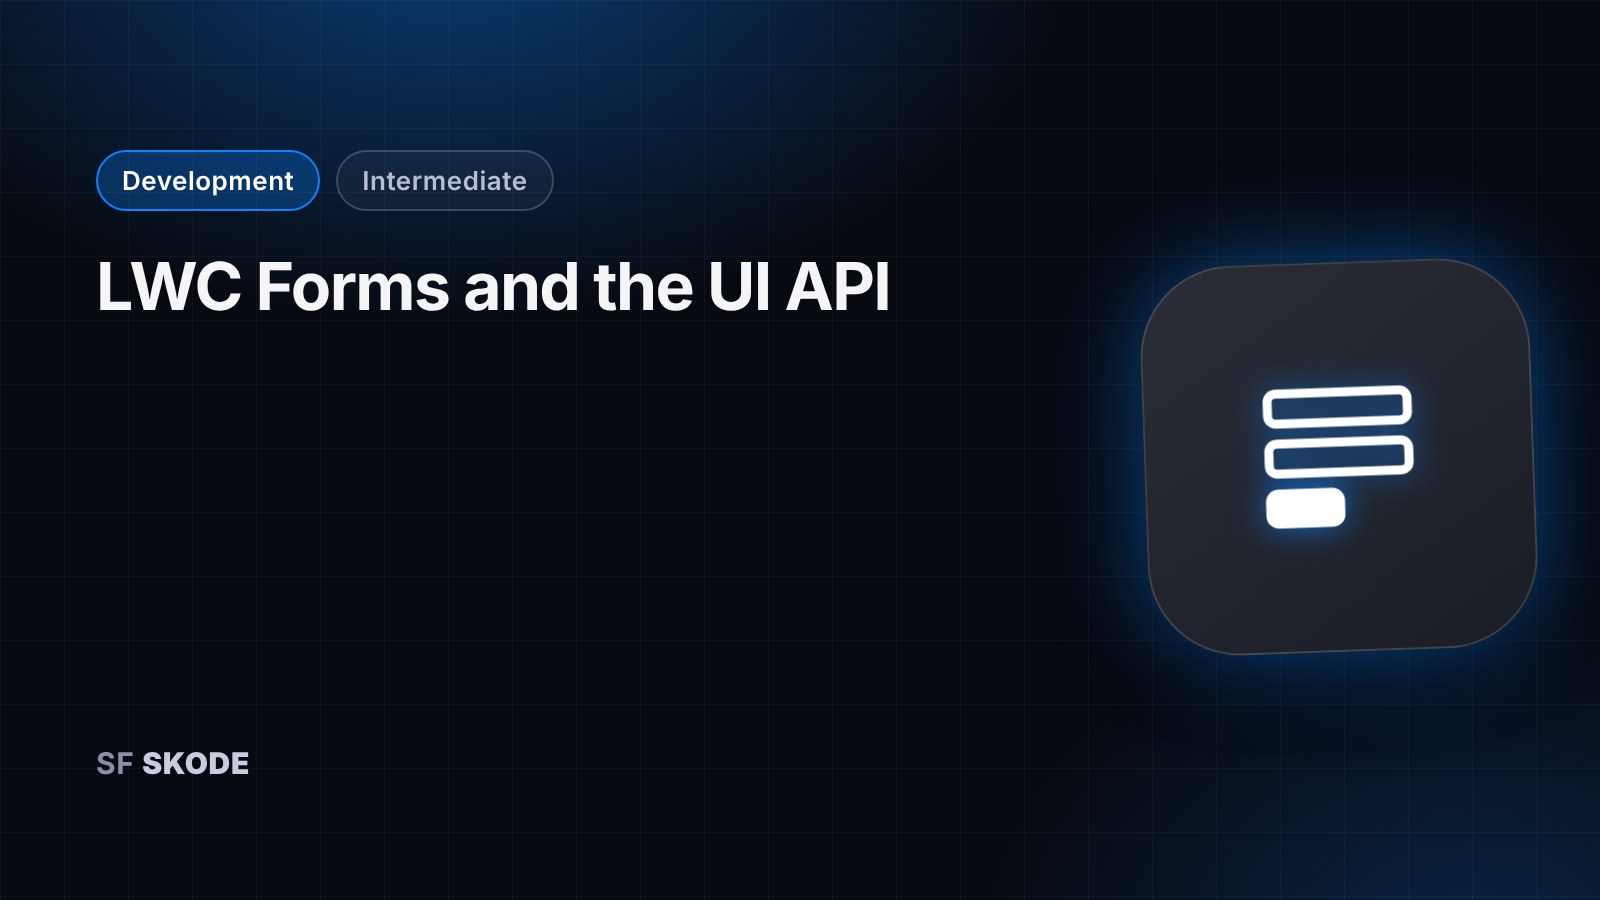 Development Intermediate
LWC Forms and the UI API
SF SKODE